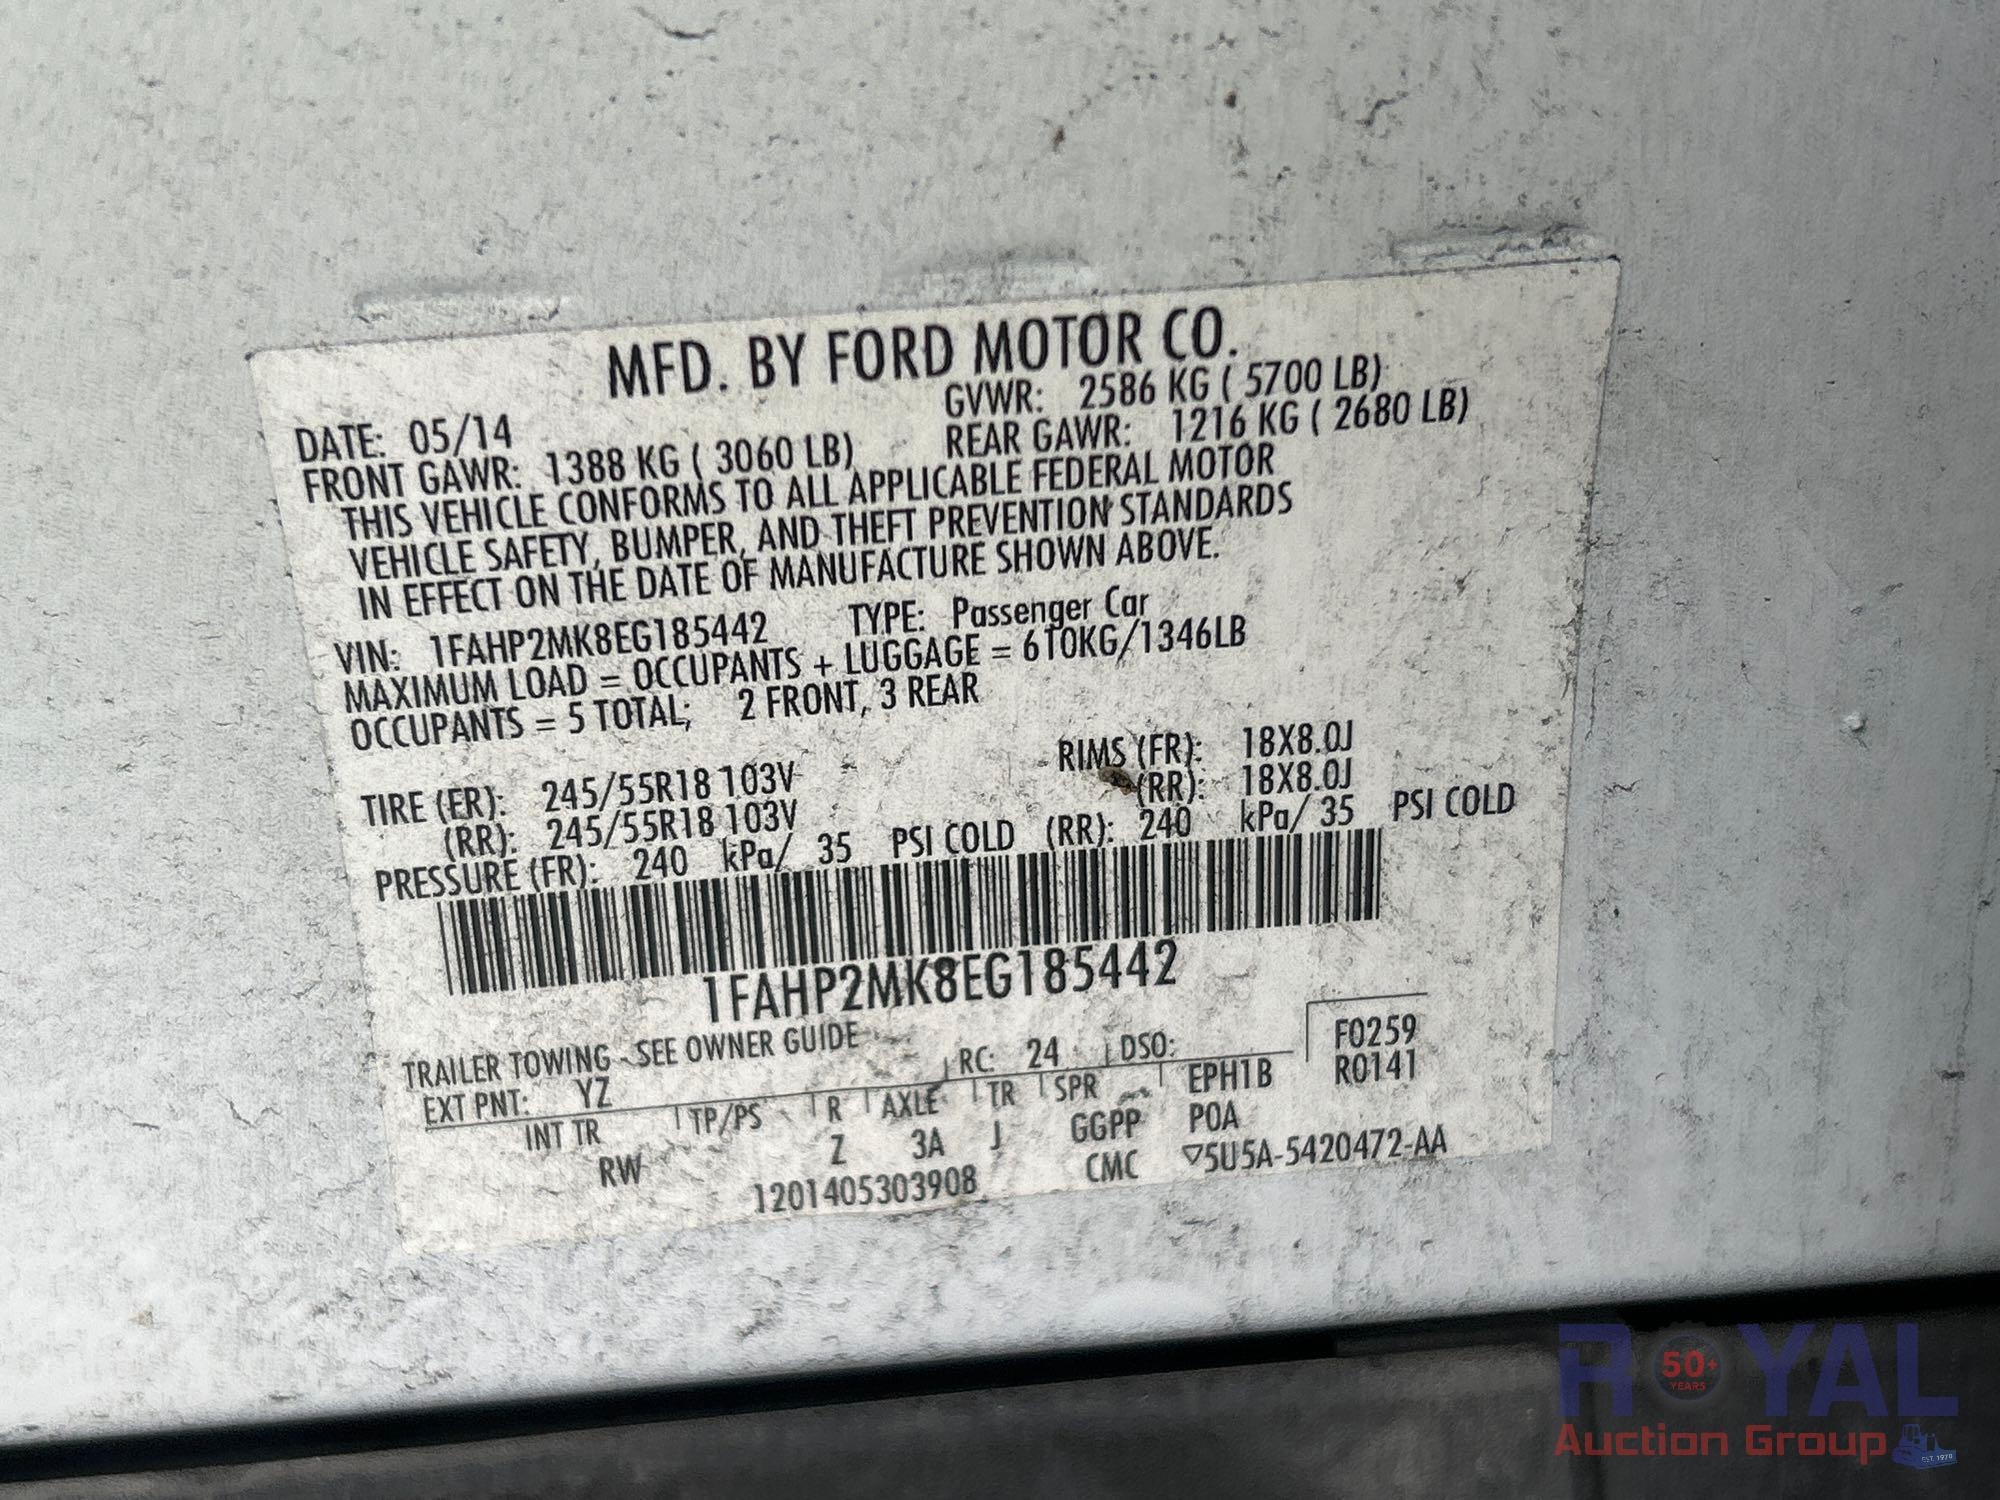 MFD. BY FORD MOTOR CO.
DATE: 05/14 GVWR: 2586 KG ( 5700 LB)
FRONT GAWR: 1388 KG ( 3060 LB) REAR GAWR: 1216 KG ( 2680 LB)
THIS VEHICLE CONFORMS TO ALL APPLICABLE FEDERAL MOTOR
VEHICLE SAFETY, BUMPER, AND THEFT PREVENTION STANDARDS
IN EFFECT ON THE DATE OF MANUFACTURE SHOWN ABOVE.
VIN: 1FAHP2MK8EG185442 TYPE: Passenger Car
MAXIMUM LOAD = OCCUPANTS + LUGGAGE = 610KG/1346LB
OCCUPANTS = 5 TOTAL; 2 FRONT, 3 REAR
TIRE (FR): 245/55R18 103V RIMS (FR): 18X8.0J
(RR): 245/55R18 103V (RR): 18X8.0J
PRESSURE (FR): 240 kPa/ 35 PSI COLD (RR): 240 kPa/ 35 PSI COLD
1FAHP2MK8EG185442
TRAILER TOWING - SEE OWNER GUIDE F0259
EXT PNT: YZ RC: 24 DSO: R0141
INT TR TP/PS R AXLE TR SPR EPH1B
RW Z 3A J GGPP POA
1201405303908 CMC ▽5U5A-5420472-AA
ROYAL
50+
YEARS
Auction Group
EST. 1970